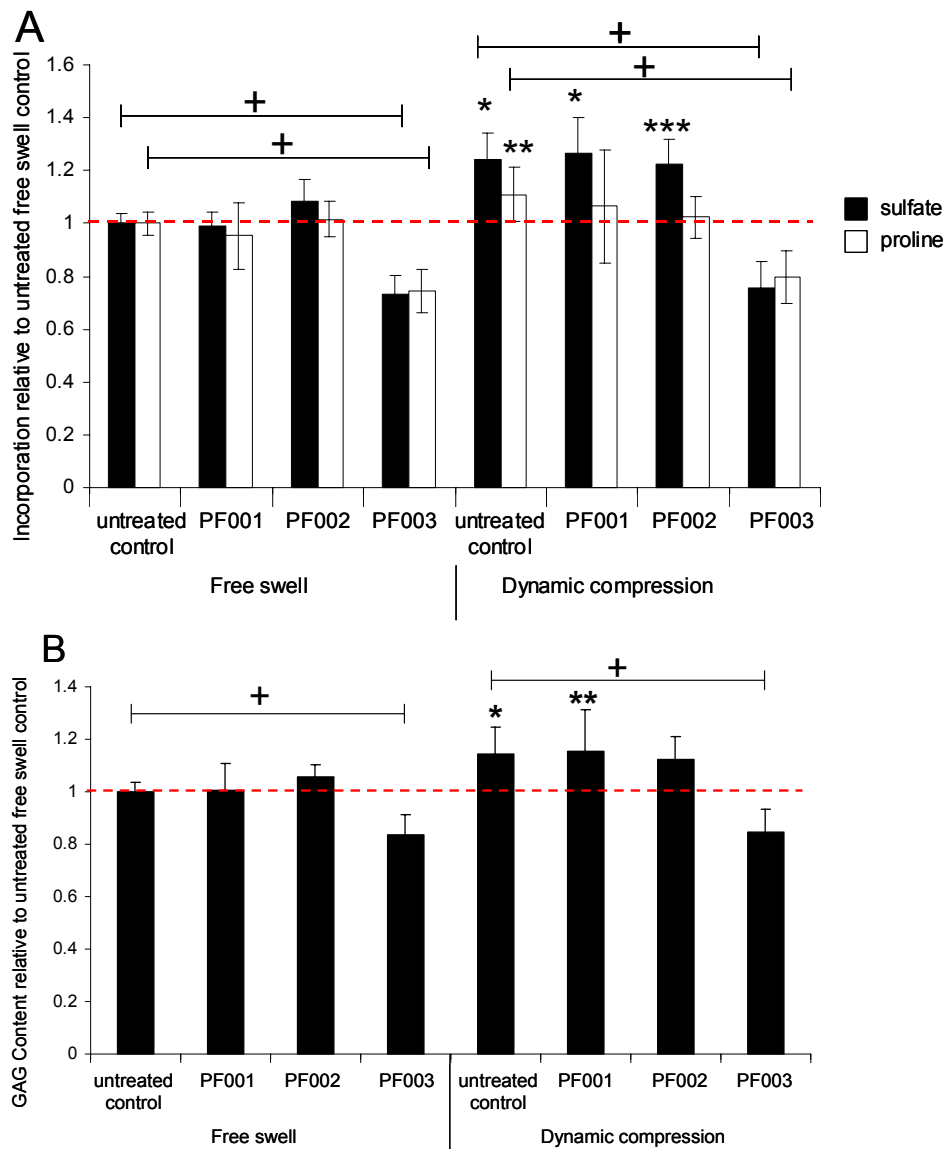 A
Incorporation relative to untreated free swell control
1.6
1.4
1.2
1
0.8
0.6
0.4
0.2
0
+
+
+
+
*
**
*
***
sulfate
proline
untreated control
PF001
PF002
PF003
untreated control
PF001
PF002
PF003
Free swell
Dynamic compression
B
GAG Content relative to untreated free swell control
1.4
1.2
1
0.8
0.6
0.4
0.2
0
+
+
*
**
untreated control
PF001
PF002
PF003
untreated control
PF001
PF002
PF003
Free swell
Dynamic compression